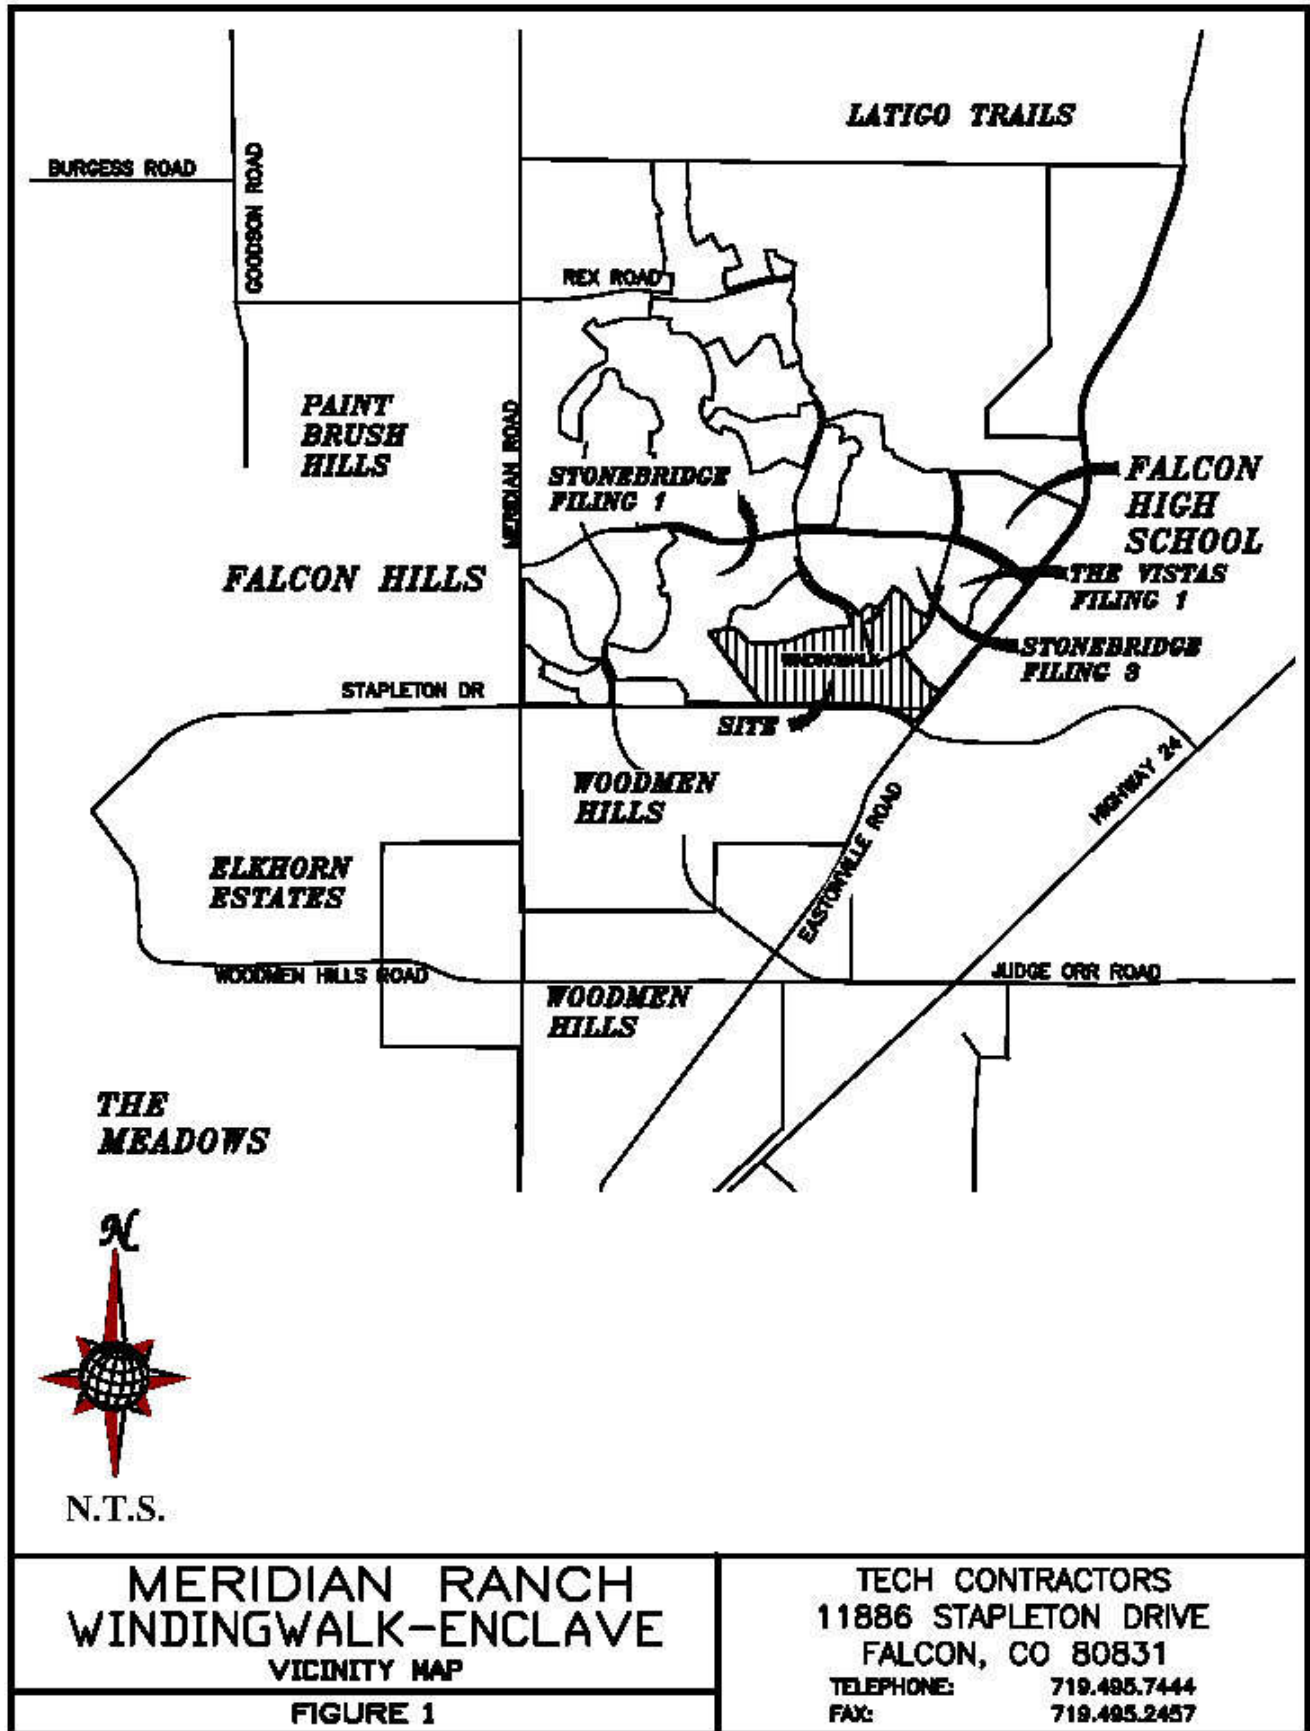 LATIGO TRAILS
BURGESS ROAD
GOODSON ROAD
REX ROAD
PAINT
BRUSH
HILLS
MERIDIAN ROAD
STONEBRIDGE
FILING 1
FALCON
HIGH
SCHOOL
FALCON HILLS
THE VISTAS
FILING 1
WINDINGWALK
STONEBRIDGE
FILING 3
STAPLETON DR
SITE
HIGHWAY 24
WOODMEN
HILLS
EASTONVILLE ROAD
ELKHORN
ESTATES
WOODMEN HILLS ROAD
JUDGE ORR ROAD
WOODMEN
HILLS
THE
MEADOWS
N
N.T.S.
MERIDIAN RANCH
WINDINGWALK-ENCLAVE
VICINITY MAP
FIGURE 1
TECH CONTRACTORS
11886 STAPLETON DRIVE
FALCON, CO 80831
TELEPHONE: 719.495.7444
FAX: 719.495.2457